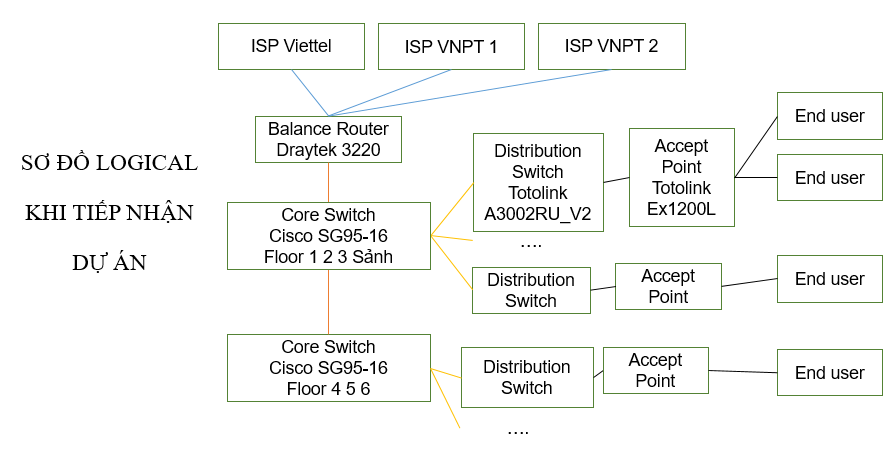 ISP Viettel
ISP VNPT 1
ISP VNPT 2
Balance Router
Draytek 3220
SƠ ĐỒ LOGICAL
KHI TIẾP NHẬN
DỰ ÁN
Core Switch
Cisco SG95-16
Floor 1 2 3 Sảnh
Distribution
Switch
Totolink
A3002RU_V2
....
Accept
Point
Totolink
Ex1200L
End user
End user
Distribution
Switch
Accept
Point
End user
Core Switch
Cisco SG95-16
Floor 4 5 6
Distribution
Switch
....
Accept
Point
End user